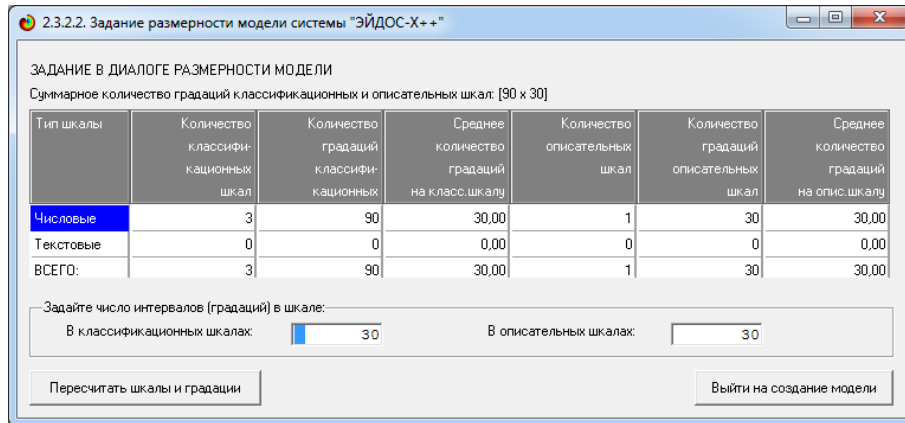 2.3.2.2. Задание размерности модели системы "ЭЙДОС-X++"
ЗАДАНИЕ В ДИАЛОГЕ РАЗМЕРНОСТИ МОДЕЛИ
Суммарное количество градаций классификационных и описательных шкал: [90 x 30]
Тип шкалы Количество классифи- кационных шкал Количество градаций классифи- кационных Среднее количество градаций на класс.шкалу Количество описательных шкал Количество градаций описательных шкал Среднее количество градаций на опис.шкалу
Числовые 3 90 30,00 1 30 30,00
Текстовые 0 0 0,00 0 0 0,00
ВСЕГО: 3 90 30,00 1 30 30,00
Задайте число интервалов (градаций) в шкале:
В классификационных шкалах: 30 В описательных шкалах: 30
Пересчитать шкалы и градации Выйти на создание модели